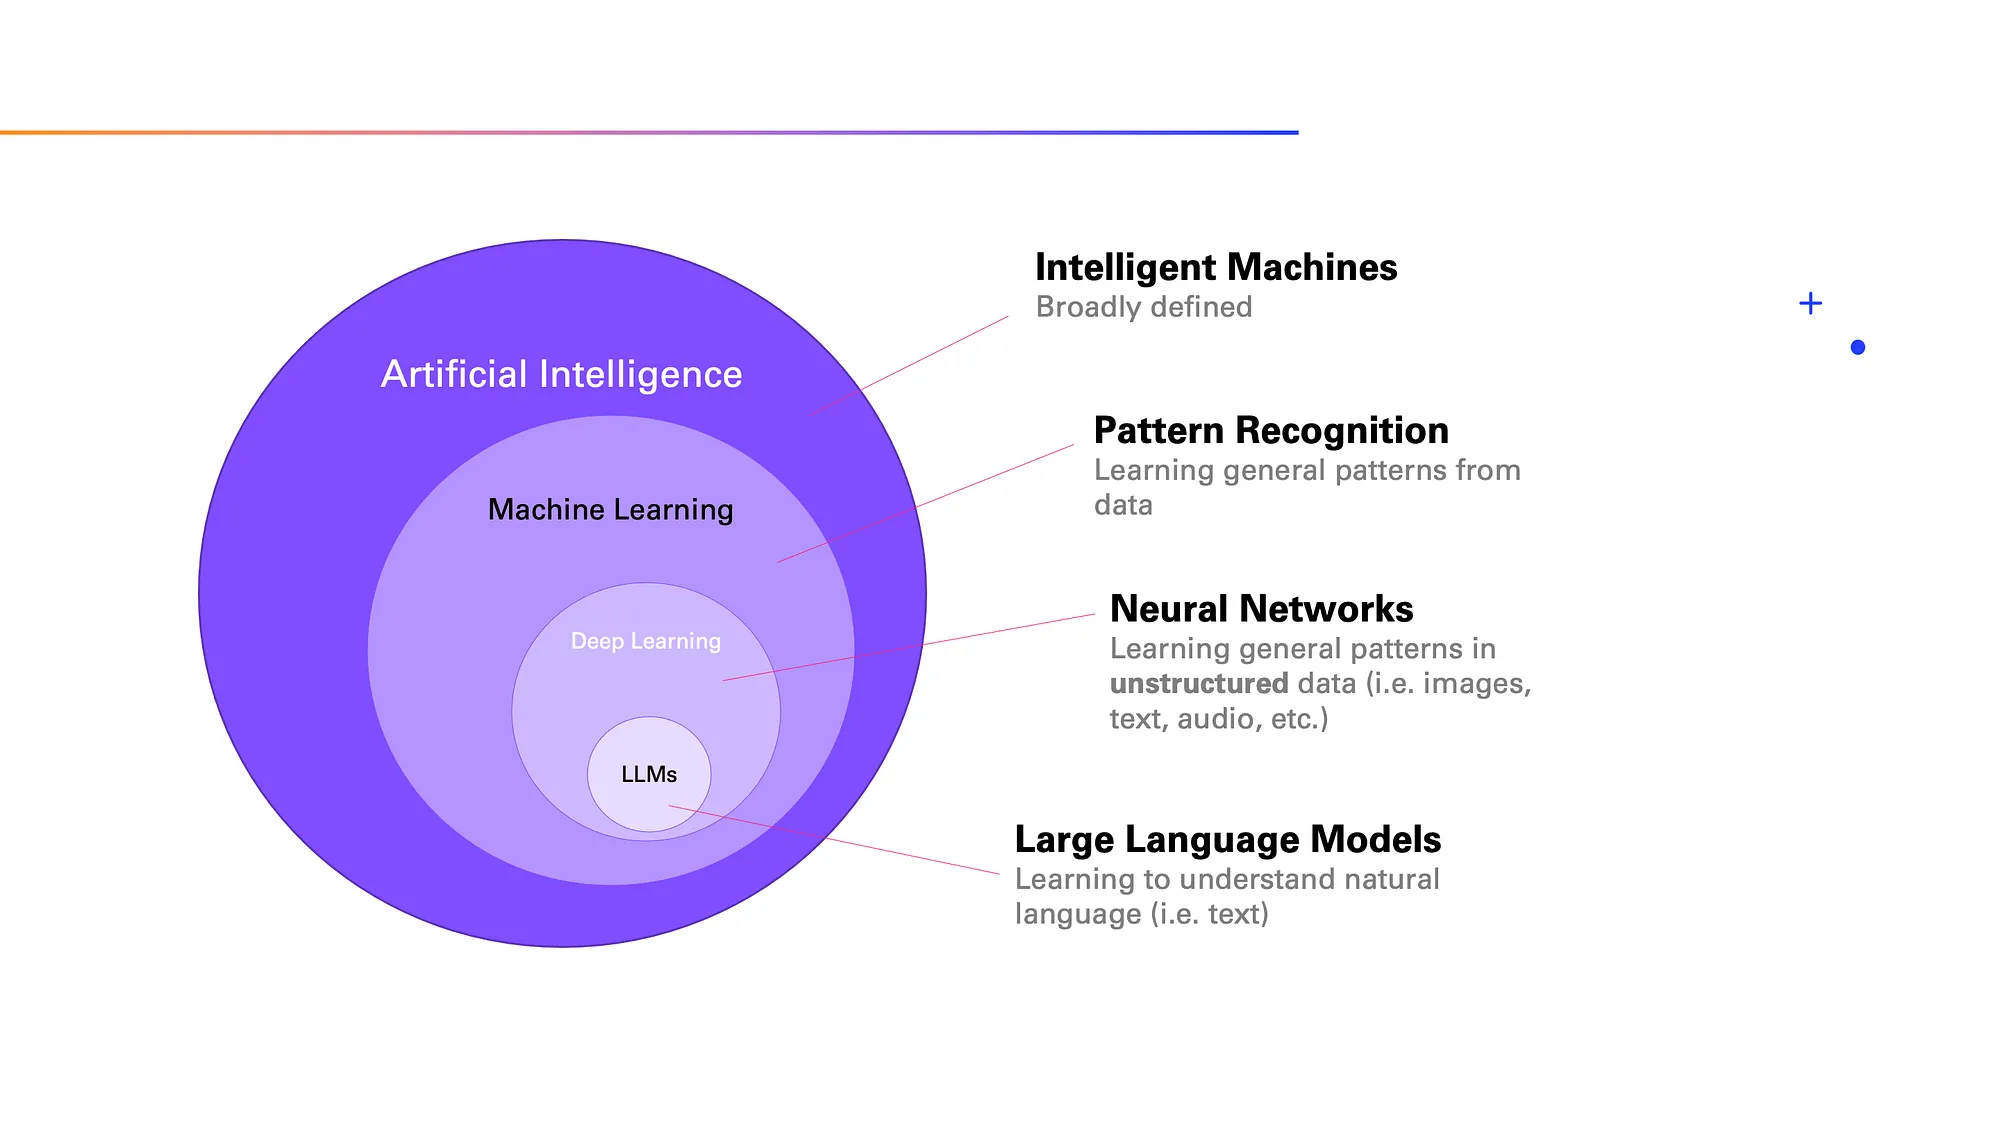 Artificial Intelligence
Machine Learning
Deep Learning
LLMs
Intelligent Machines
Broadly defined
Pattern Recognition
Learning general patterns from
data
Neural Networks
Learning general patterns in
unstructured data (i.e. images,
text, audio, etc.)
Large Language Models
Learning to understand natural
language (i.e. text)